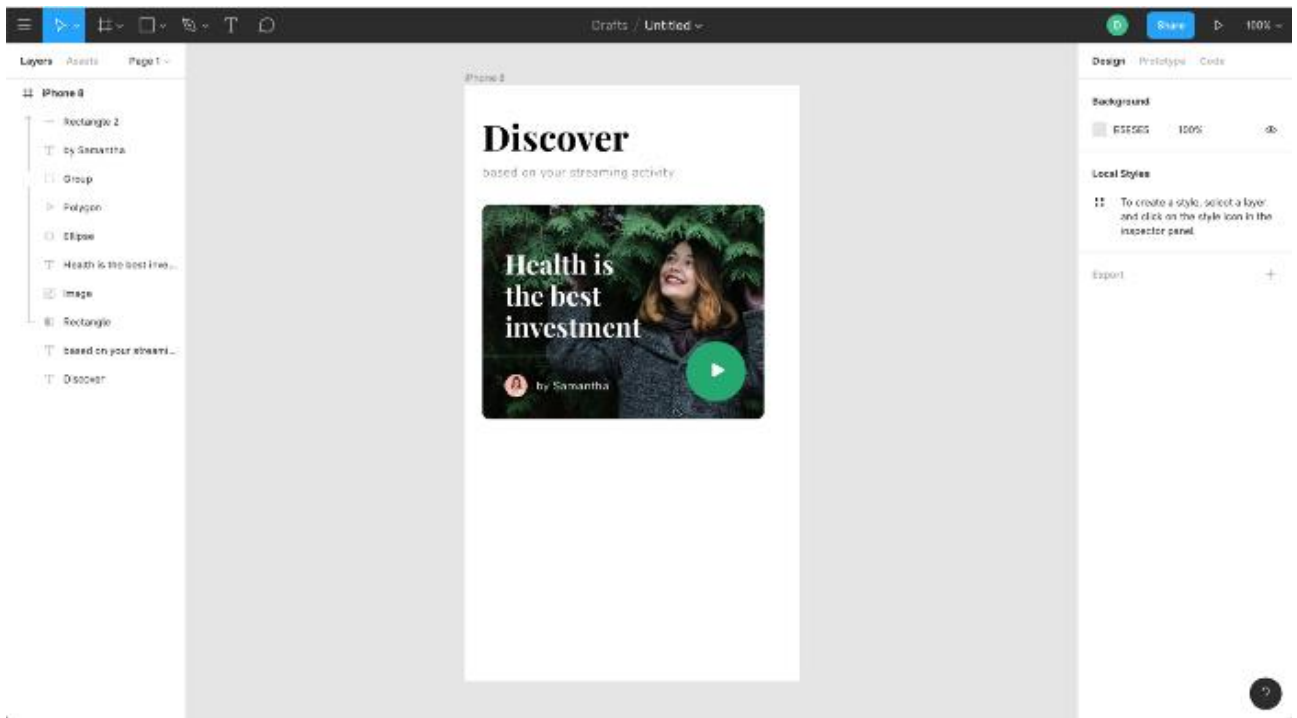 Drafts / Untitled
D
Share
100%
Layers
Assets
Page 1
iPhone 8
Rectangle 2
by Samantha
Group
Polygon
Ellipse
Health is the best inve...
Image
Rectangle
based on your streami...
Discover
iPhone 8
Discover
based on your streaming activity
Health is
the best
investment
by Samantha
Design
Prototype
Code
Background
E5E5E5
100%
Local Styles
To create a style, select a layer
and click on the style icon in the
inspector panel.
Export
?